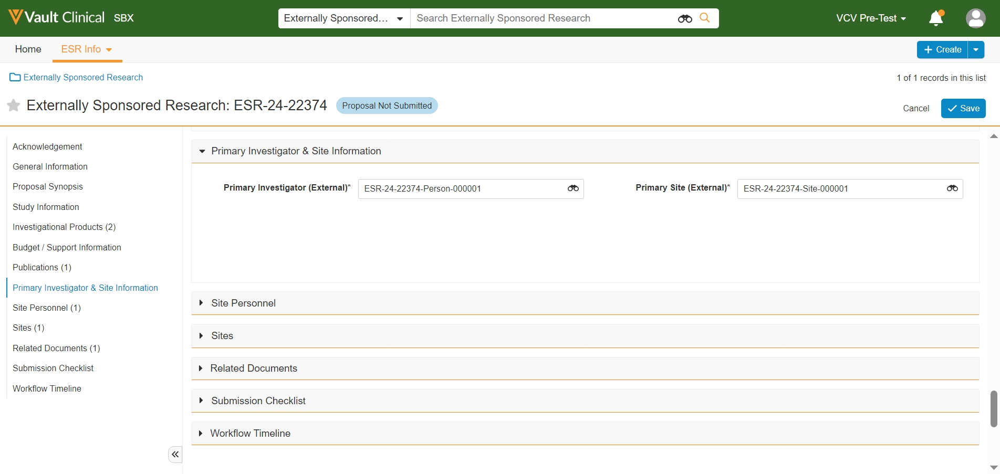 Vault Clinical SBX
Externally Sponsored... Search Externally Sponsored Research
VCV Pre-Test
Home ESR Info
Create
Externally Sponsored Research
1 of 1 records in this list
Externally Sponsored Research: ESR-24-22374 Proposal Not Submitted
Cancel Save
Acknowledgement
General Information
Proposal Synopsis
Study Information
Investigational Products (2)
Budget / Support Information
Publications (1)
Primary Investigator & Site Information
Site Personnel (1)
Sites (1)
Related Documents (1)
Submission Checklist
Workflow Timeline
Primary Investigator & Site Information
Primary Investigator (External)* ESR-24-22374-Person-000001
Primary Site (External)* ESR-24-22374-Site-000001
Site Personnel
Sites
Related Documents
Submission Checklist
Workflow Timeline